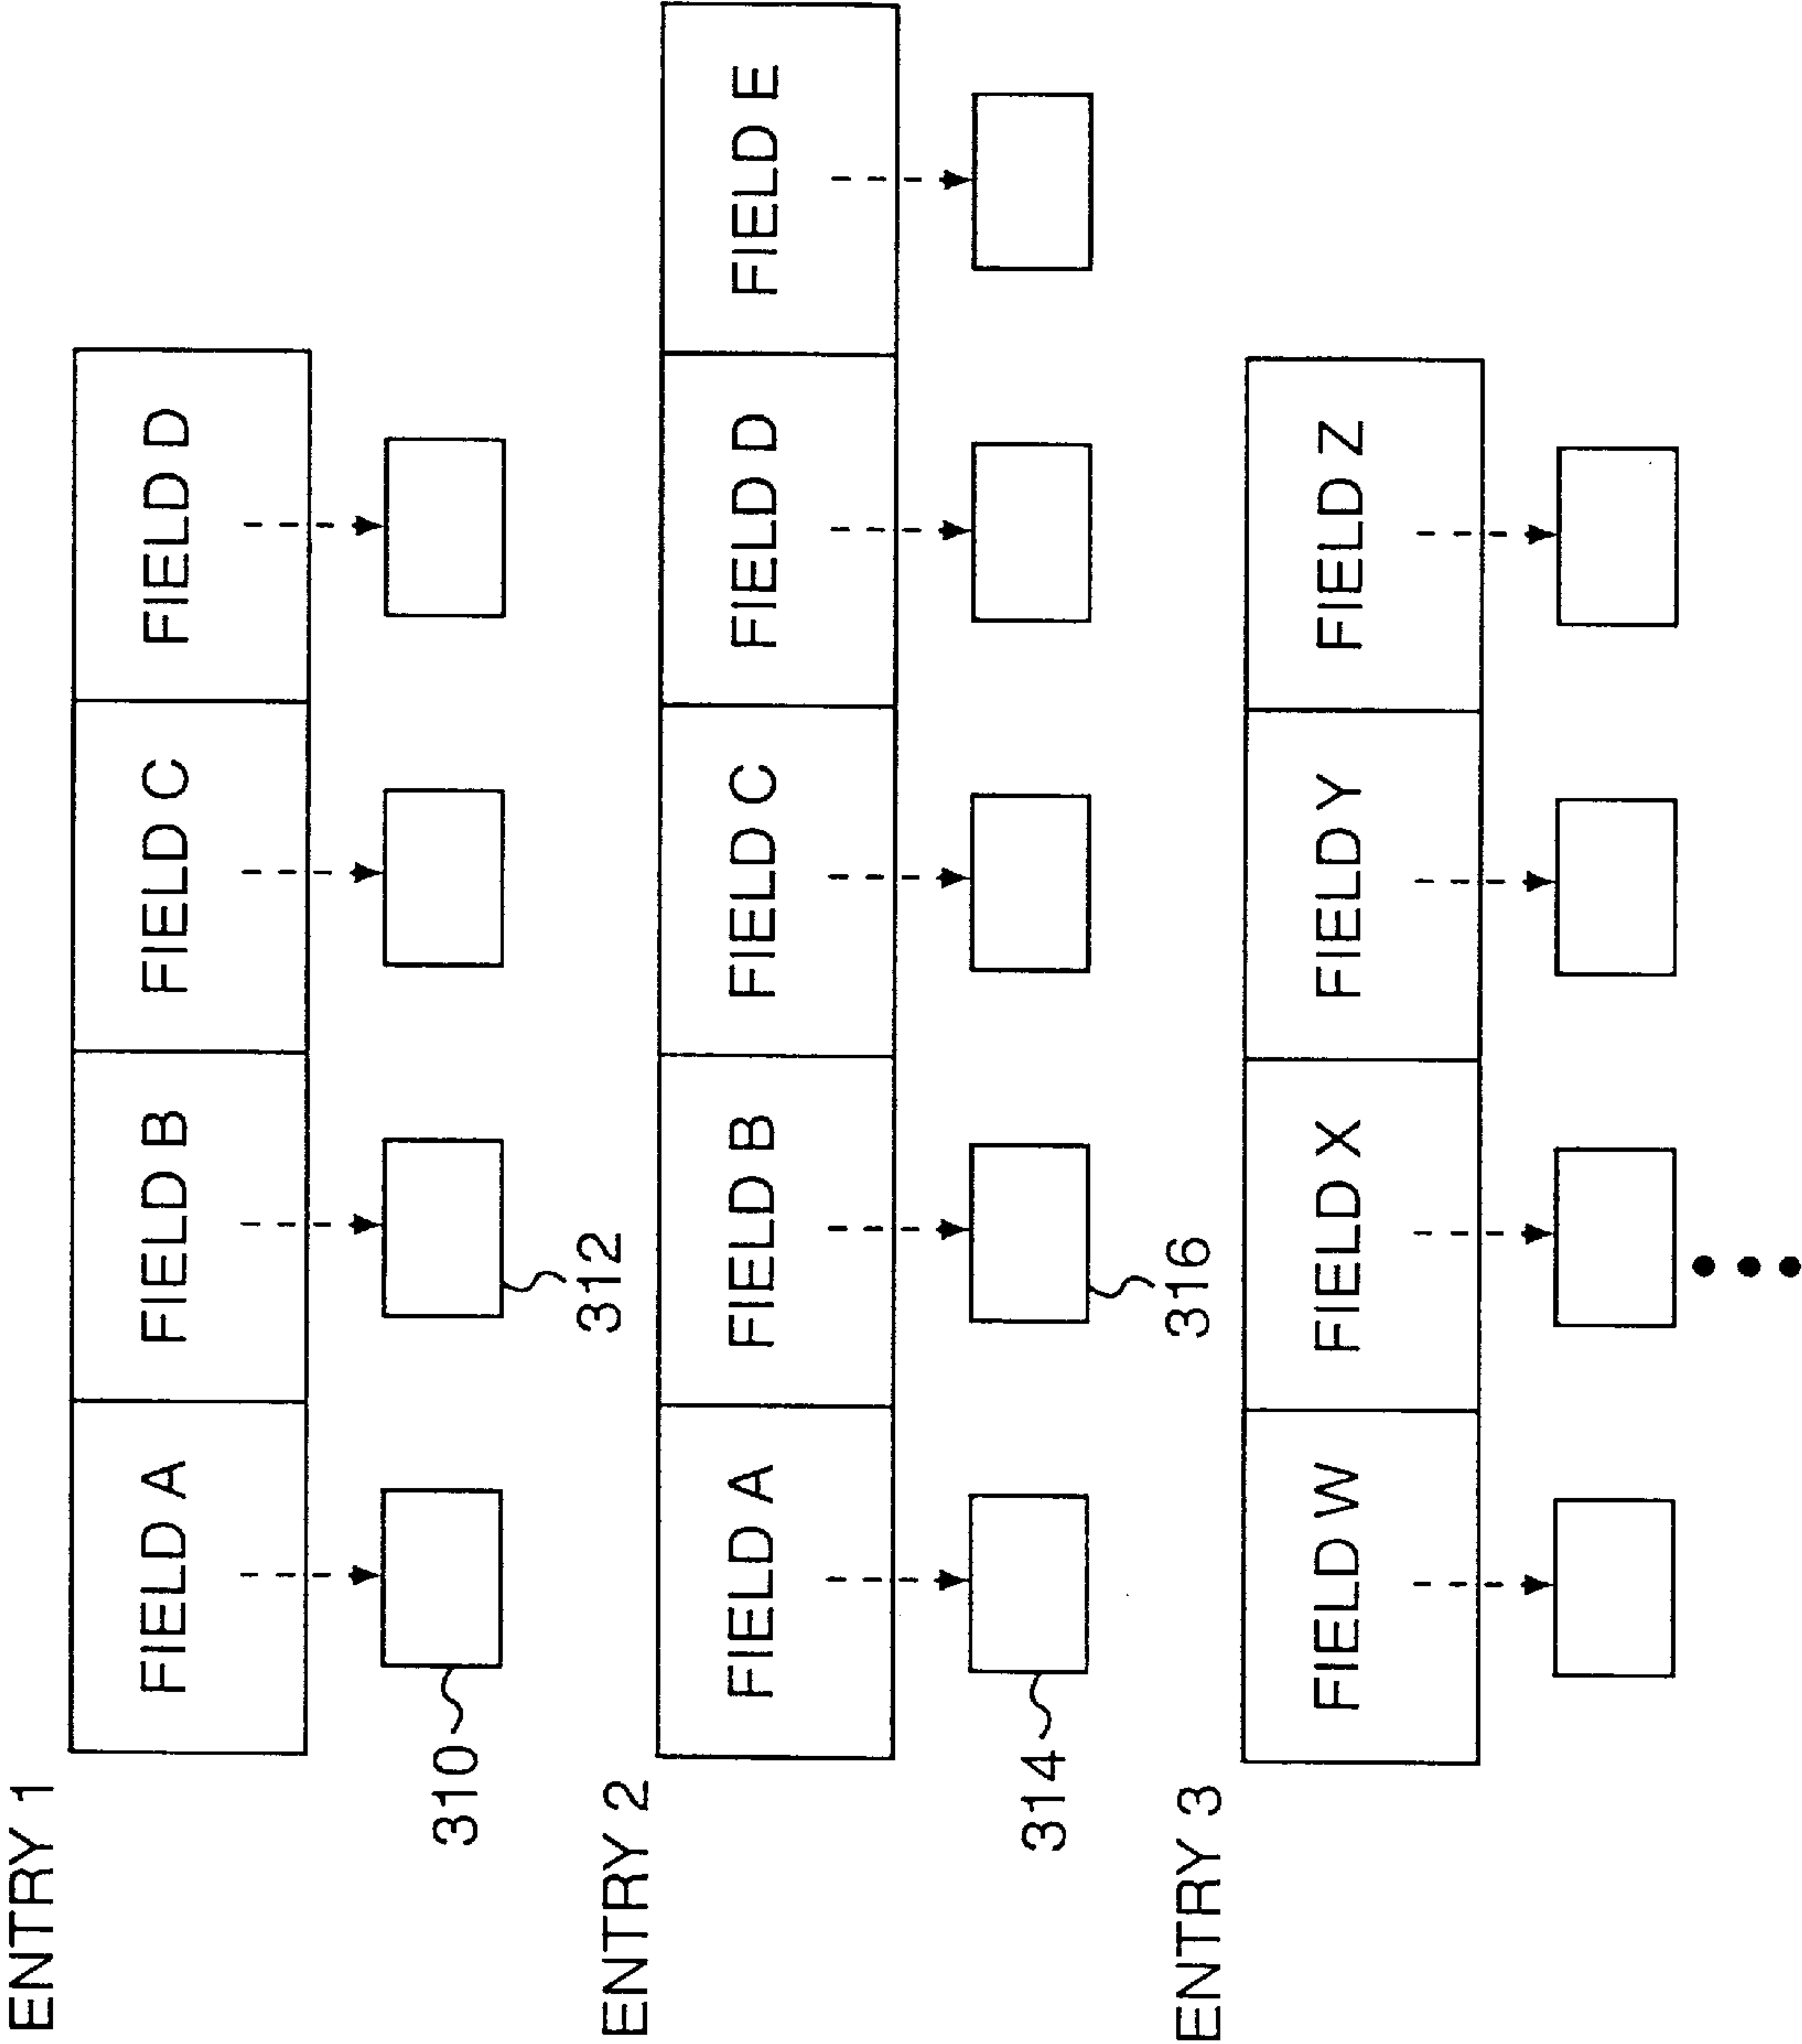 ENTRY 1
FIELD A
FIELD B
FIELD C
FIELD D
310
312
ENTRY 2
FIELD A
FIELD B
FIELD C
FIELD D
FIELD E
314
316
ENTRY 3
FIELD W
FIELD X
FIELD Y
FIELD Z